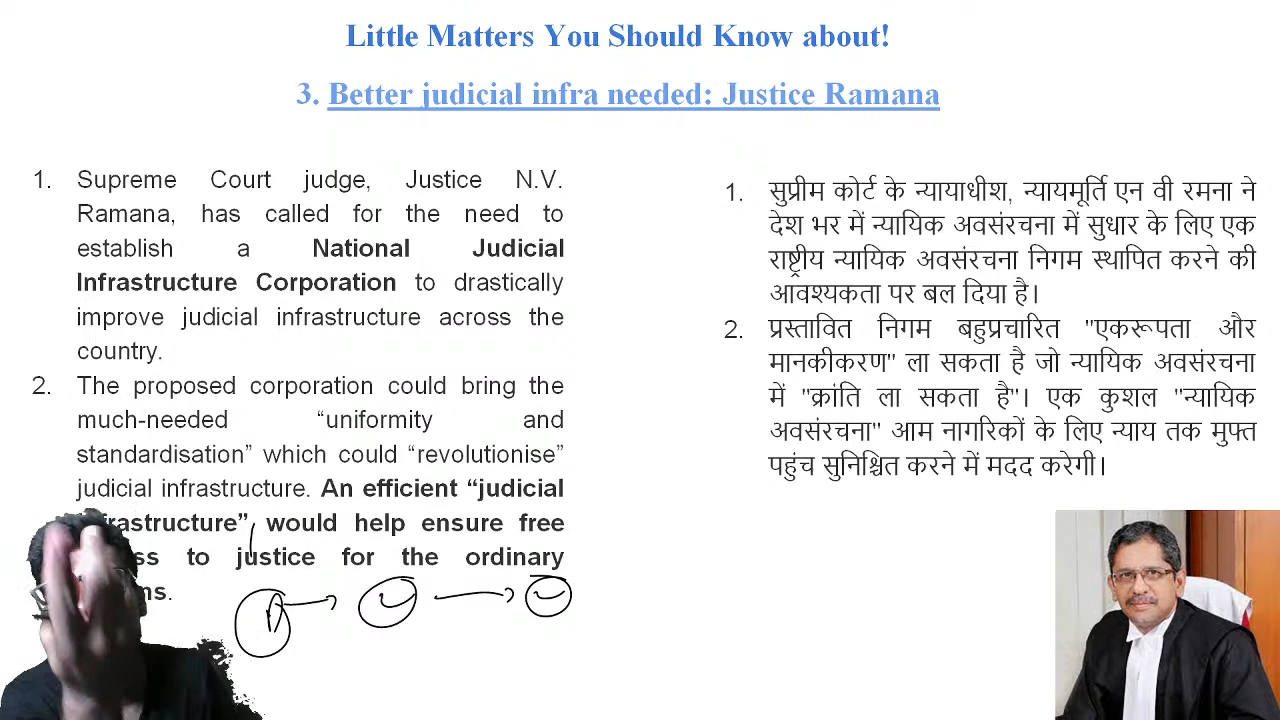 Little Matters You Should Know about!
3. Better judicial infra needed: Justice Ramana
1. Supreme Court judge, Justice N.V.
Ramana, has called for the need to
establish a National Judicial
Infrastructure Corporation to drastically
improve judicial infrastructure across the
country.
2. The proposed corporation could bring the
much-needed “uniformity and
standardisation” which could “revolutionise”
judicial infrastructure. An efficient “judicial
frastructure” would help ensure free
ss to justice for the ordinary
ns.
1. सुप्रीम कोर्ट के न्यायाधीश, न्यायमूर्ति एन वी रमना ने
देश भर में न्यायिक अवसंरचना में सुधार के लिए एक
राष्ट्रीय न्यायिक अवसंरचना निगम स्थापित करने की
आवश्यकता पर बल दिया है।
2. प्रस्तावित निगम बहुप्रचारित "एकरूपता और
मानकीकरण" ला सकता है जो न्यायिक अवसंरचना
में "क्रांति ला सकता है"। एक कुशल "न्यायिक
अवसंरचना" आम नागरिकों के लिए न्याय तक मुफ्त
पहुंच सुनिश्चित करने में मदद करेगी।